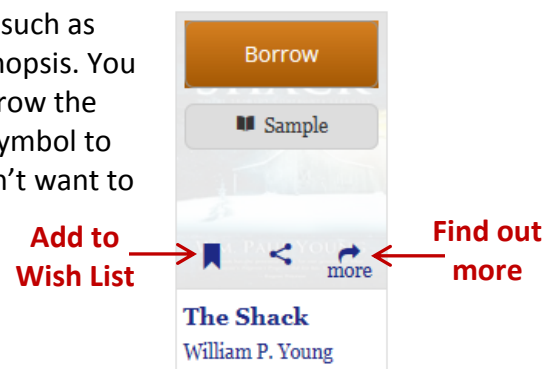 such as
nopsis. You
row the
ymbol to
n't want to
Borrow
Sample
Add to
Wish List
more
Find out
more
The Shack
William P. Young